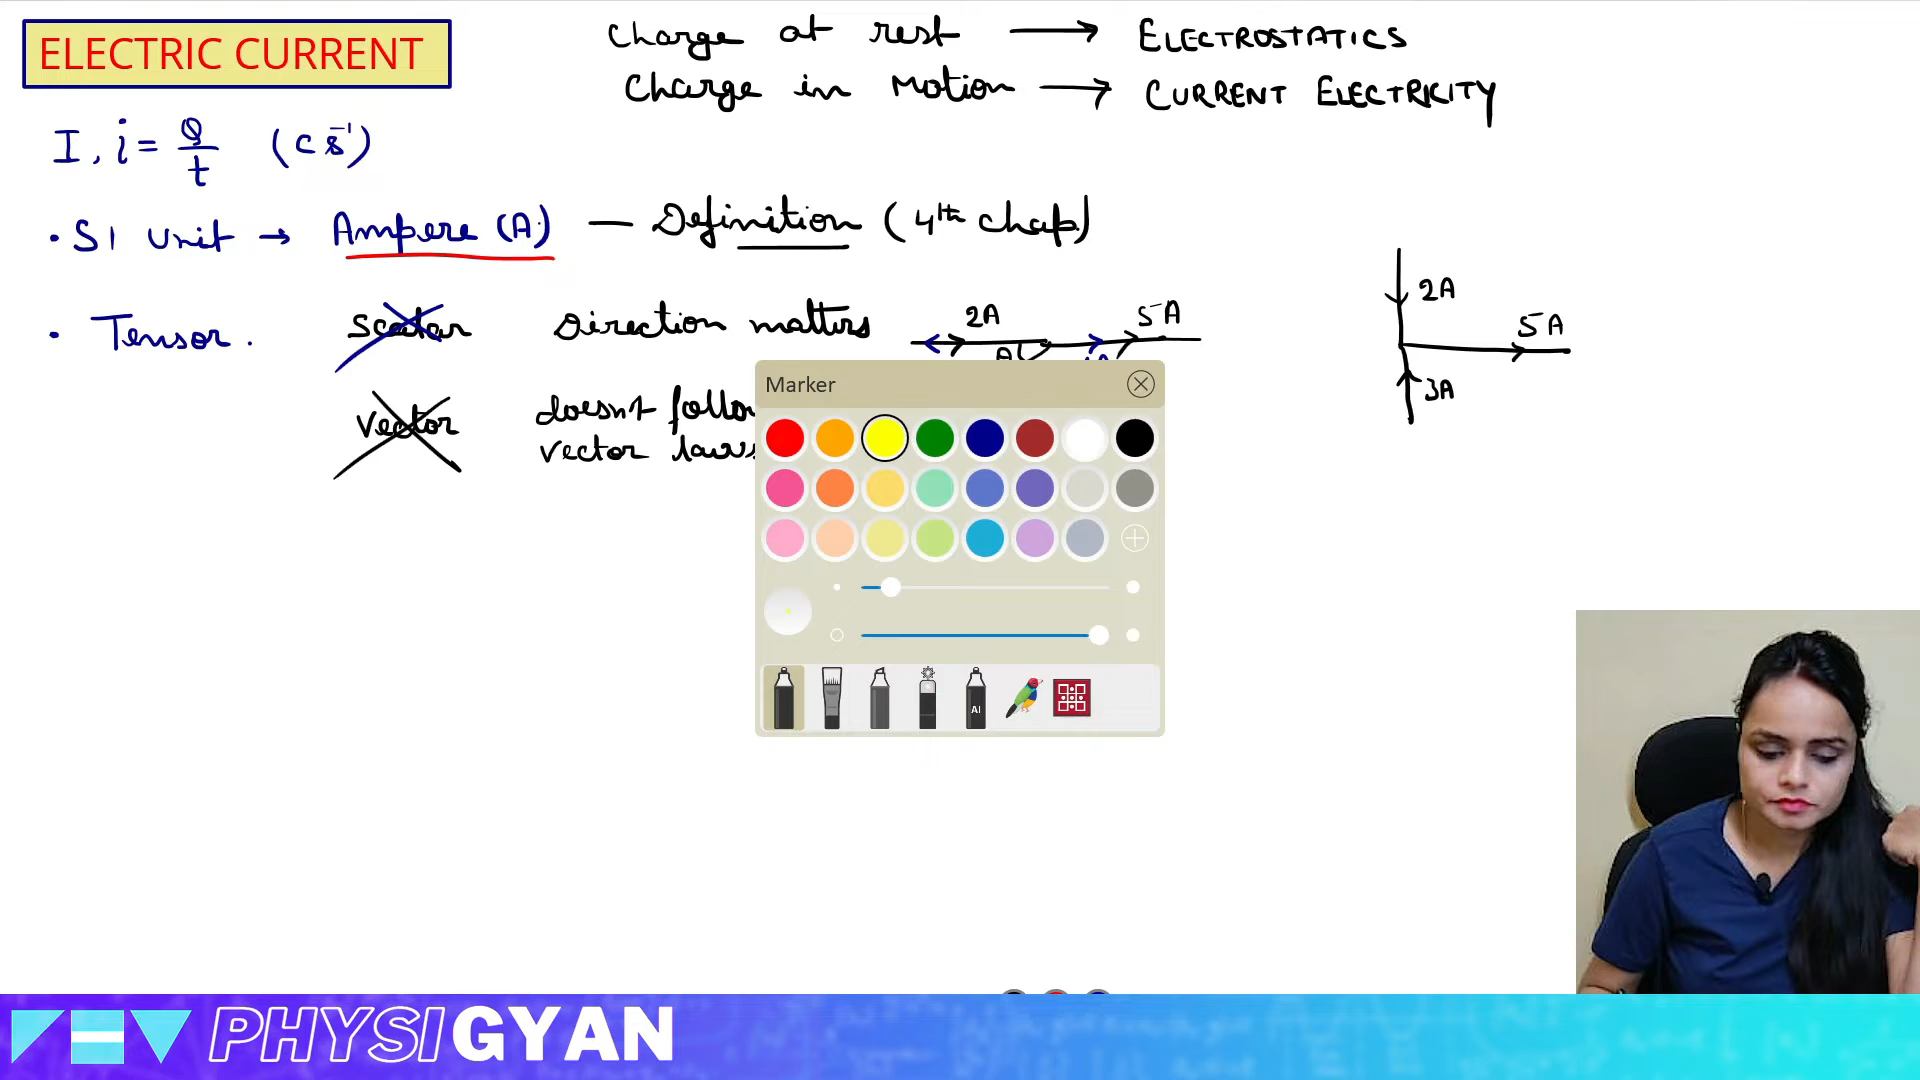 ELECTRIC CURRENT
Charge at rest → ELECTROSTATICS
Charge in Motion → CURRENT ELECTRICITY
I, i = Q/t (C s⁻¹)
• SI Unit → Ampere (A) — Definition (4th chap)
• Tensor.
Scalar Direction matters
2A 5A
Vector doesn't follow
vector laws
2A
5A
3A
Marker
AI
PHYSIGYAN